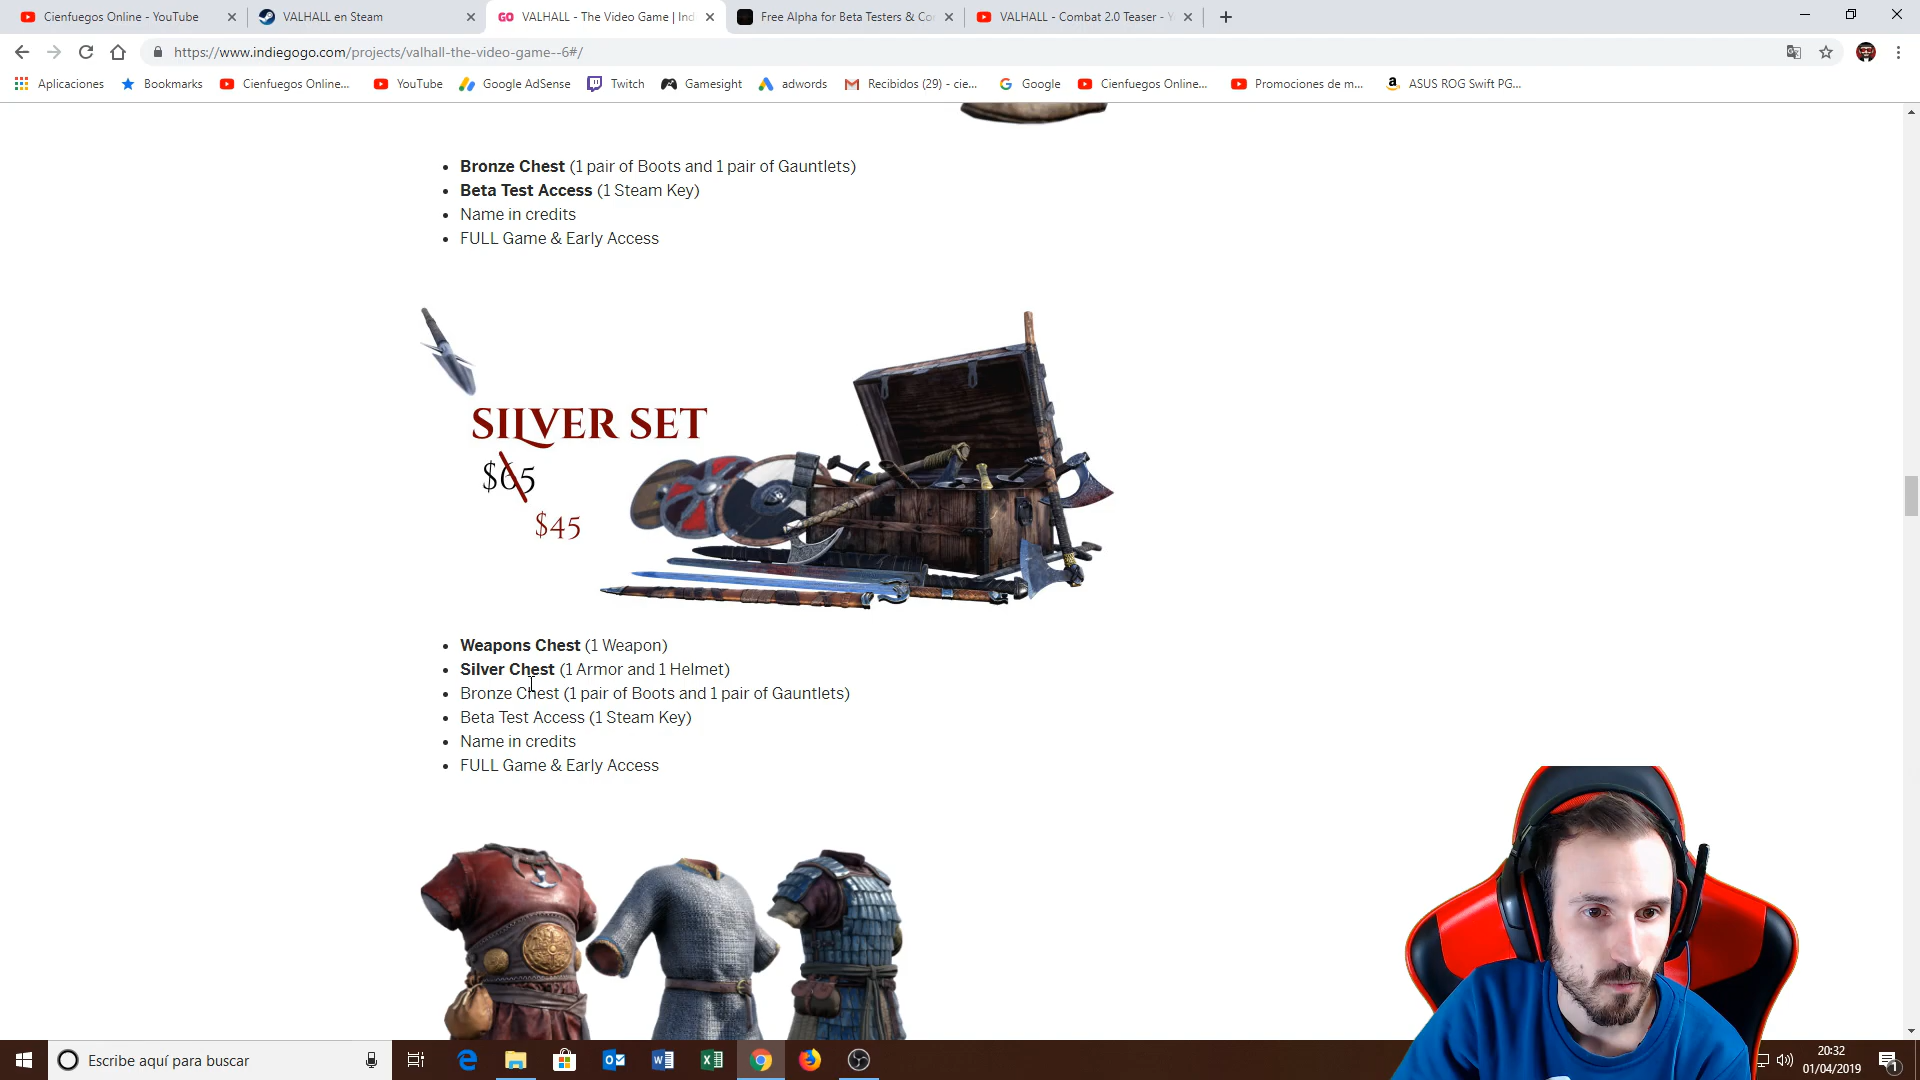 Cienfuegos Online - YouTube
VALHALL en Steam
GO VALHALL - The Video Game | Ind
Free Alpha for Beta Testers & Co
VALHALL - Combat 2.0 Teaser - Y
https://www.indiegogo.com/projects/valhall-the-video-game--6#/
Aplicaciones
Bookmarks
Cienfuegos Online...
YouTube
Google AdSense
Twitch
Gamesight
adwords
Recibidos (29) - cie...
Google
Cienfuegos Online...
Promociones de m...
ASUS ROG Swift PG...
Bronze Chest (1 pair of Boots and 1 pair of Gauntlets)
Beta Test Access (1 Steam Key)
Name in credits
FULL Game & Early Access
SILVER SET
$65
$45
Weapons Chest (1 Weapon)
Silver Chest (1 Armor and 1 Helmet)
Bronze Chest (1 pair of Boots and 1 pair of Gauntlets)
Beta Test Access (1 Steam Key)
Name in credits
FULL Game & Early Access
Escribe aquí para buscar
20:32
01/04/2019
1